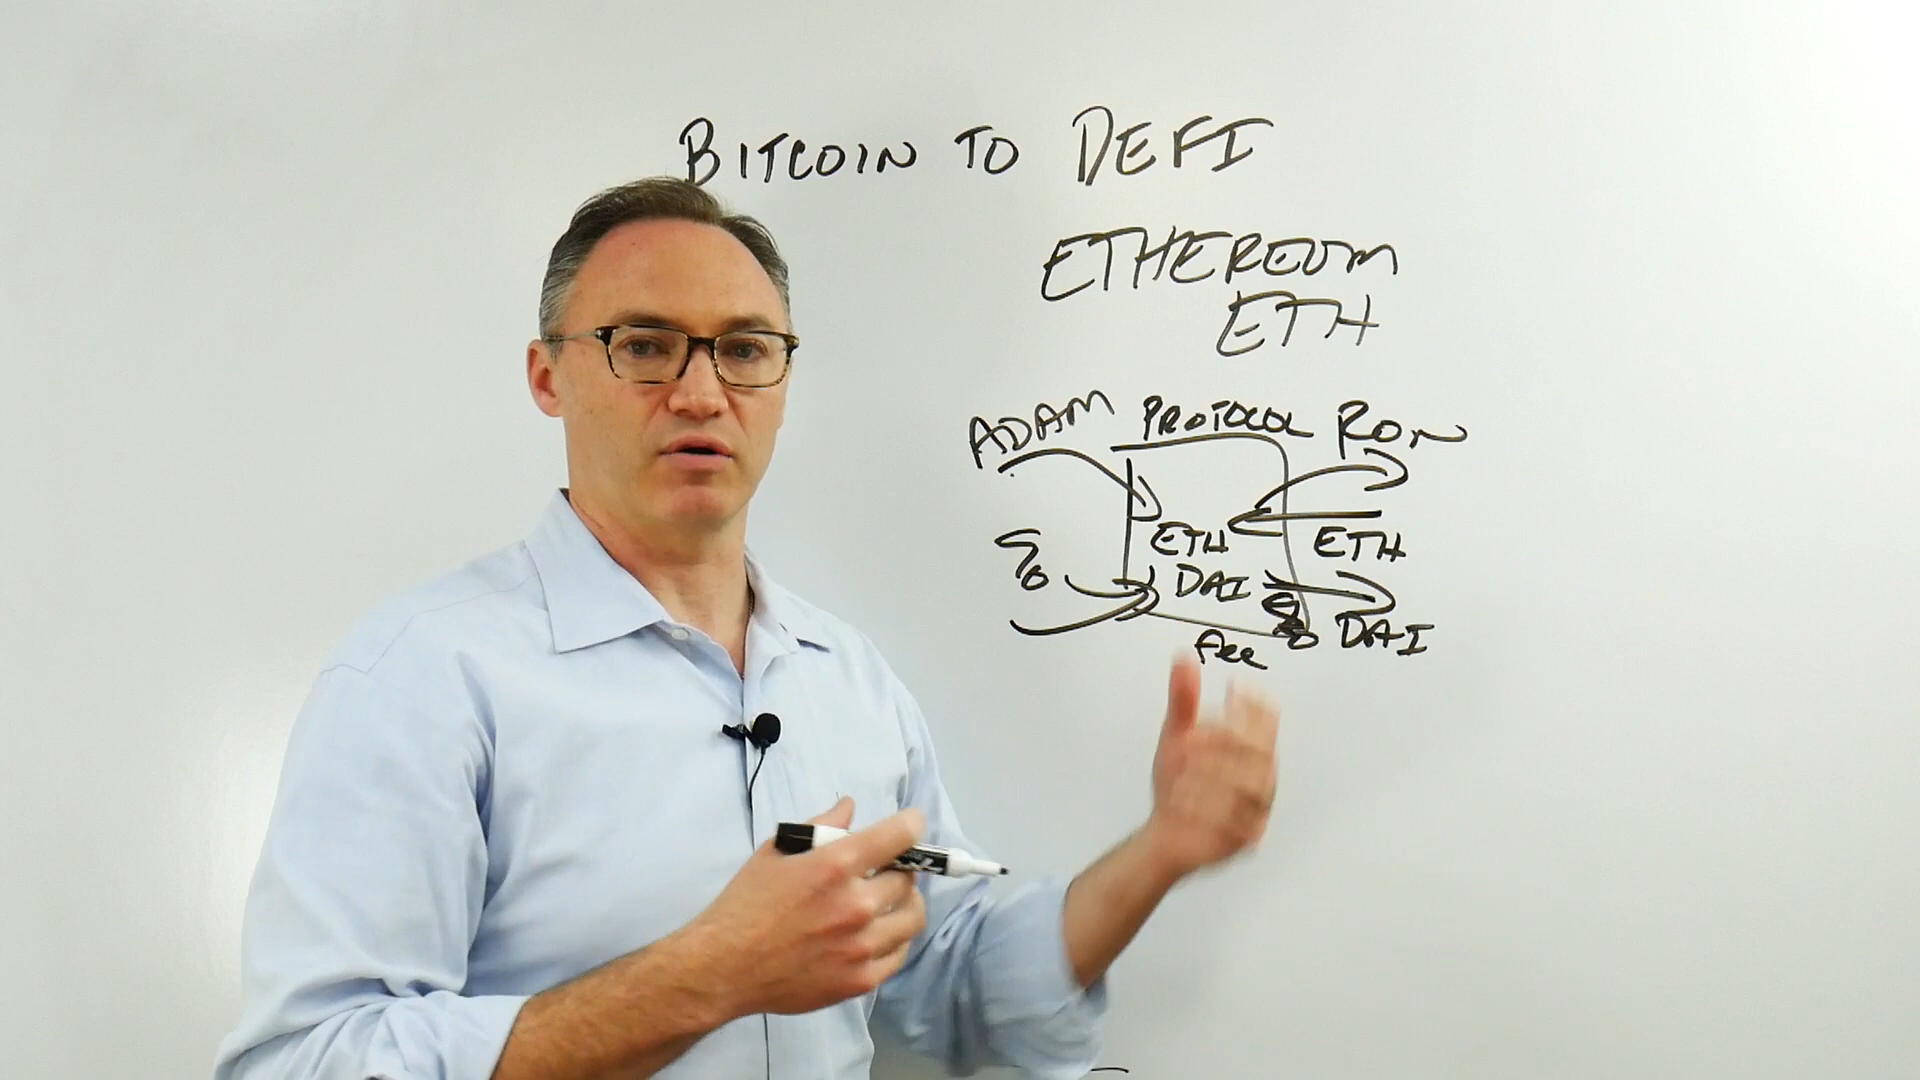 BITCOIN TO DEFI
ETHEREUM
ETH
ADAM PROTOCOL RON
ETH ETH
% DAI
DAI
fee